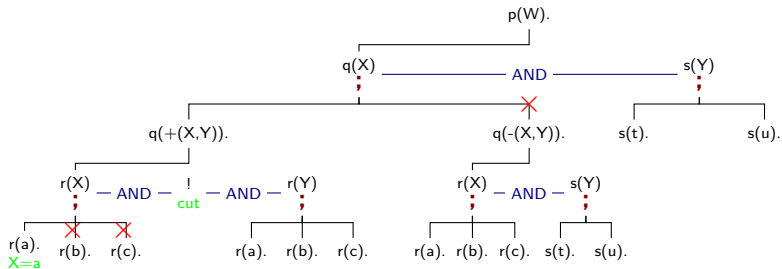 p(W).
q(X) AND s(Y)
; ;
q(+(X,Y)). q(-(X,Y)). s(t). s(u).
r(X) AND ! AND r(Y) r(X) AND s(Y)
cut
; ; ; ;
r(a). r(b). r(c). r(a). r(b). r(c). r(a). r(b). r(c). s(t). s(u).
X=a